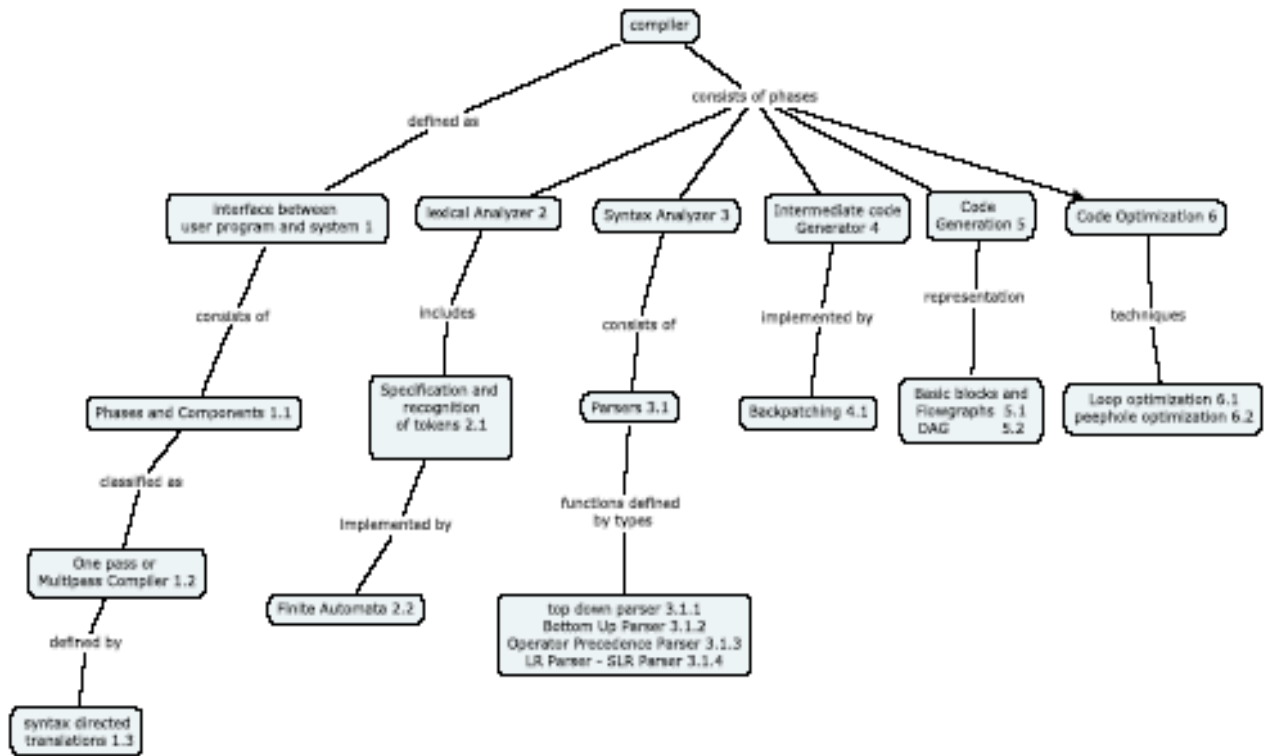 compiler
consists of phases
defined as
Interface between
user program and system 1
lexical Analyzer 2
Syntax Analyzer 3
Intermediate code
Generator 4
Code
Generation 5
Code Optimization 6
consists of
includes
consists of
implemented by
representation
techniques
Phases and Components 1.1
Specification and
recognition
of tokens 2.1
Parsers 3.1
Backpatching 4.1
Basic blocks and
Flowgraphs 5.1
DAG 5.2
Loop optimization 6.1
peephole optimization 6.2
classified as
Implemented by
functions defined
by types
One pass or
Multipass Compiler 1.2
Finite Automata 2.2
top down parser 3.1.1
Bottom Up Parser 3.1.2
Operator Precedence Parser 3.1.3
LR Parser - SLR Parser 3.1.4
defined by
syntax directed
translations 1.3